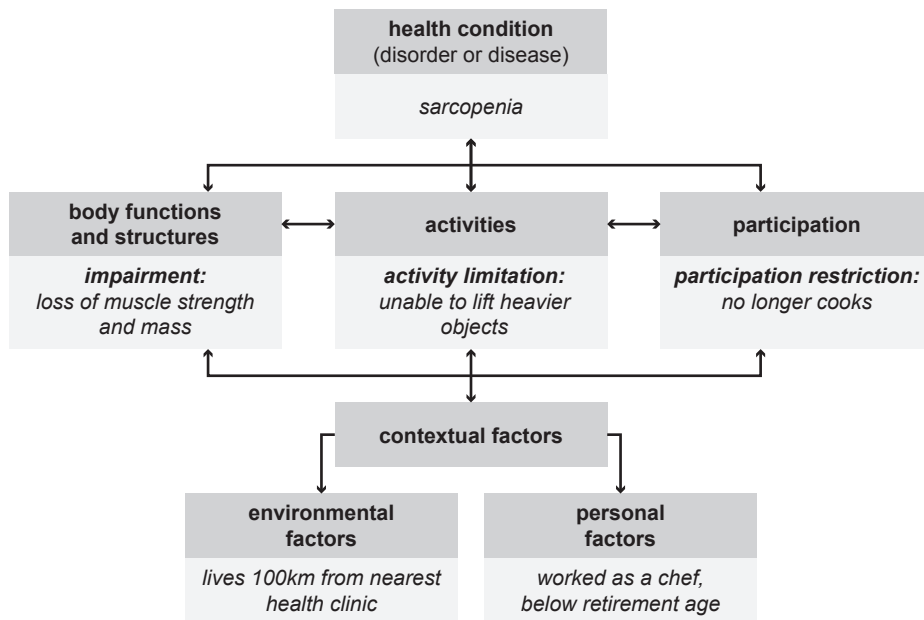 health condition
(disorder or disease)
sarcopenia
body functions
and structures
impairment:
loss of muscle strength
and mass
activities
activity limitation:
unable to lift heavier
objects
participation
participation restriction:
no longer cooks
contextual factors
environmental
factors
lives 100km from nearest
health clinic
personal
factors
worked as a chef,
below retirement age